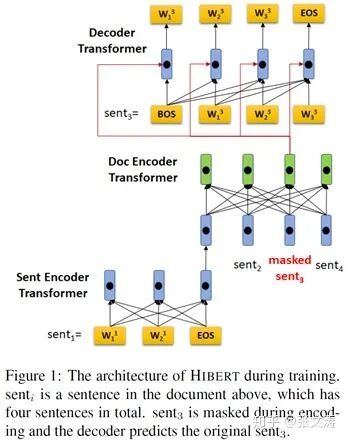 Decoder
Transformer
W₁³ W₂³ W₃³ EOS
sent₃= BOS W₁³ W₂³ W₃³
Doc Encoder
Transformer
sent₂ masked sent₃ sent₄
Sent Encoder
Transformer
sent₁= W₁¹ W₂¹ EOS
Figure 1: The architecture of HIBERT during training.
sentᵢ is a sentence in the document above, which has
four sentences in total. sent₃ is masked during encod-
ing and the decoder predicts the original sent₃.
知乎 @张文涛